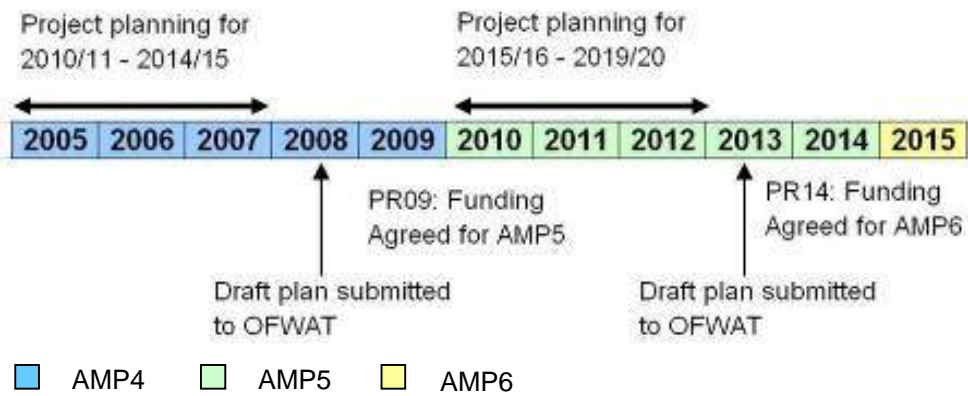 Project planning for
2010/11 - 2014/15
Project planning for
2015/16 - 2019/20
2005 2006 2007 2008 2009 2010 2011 2012 2013 2014 2015
PR09: Funding
Agreed for AMP5
PR14: Funding
Agreed for AMP6
Draft plan submitted
to OFWAT
Draft plan submitted
to OFWAT
AMP4 AMP5 AMP6